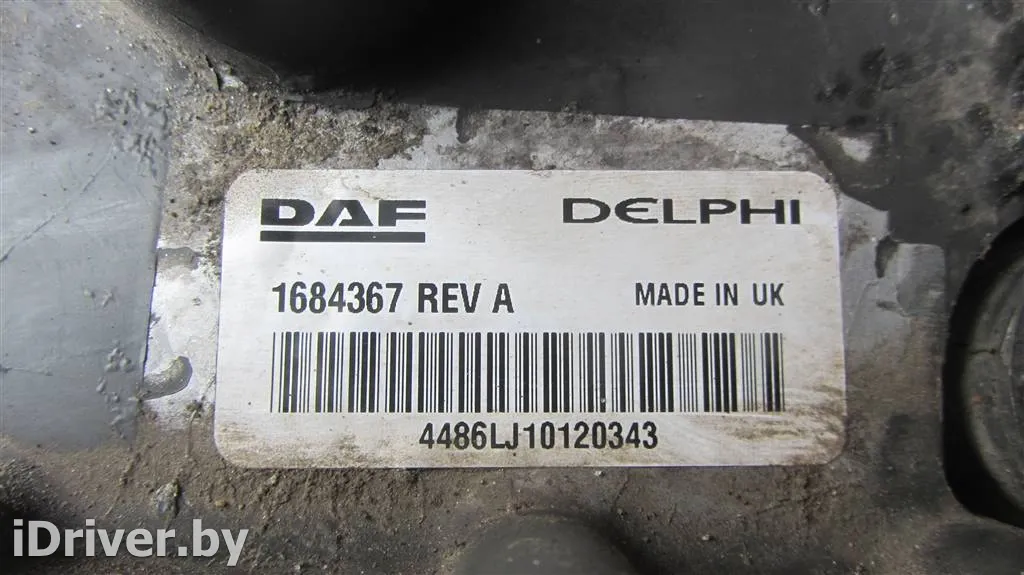 DAF DELPHI
1684367 REV A MADE IN UK
4486LJ10120343
iDriver.by